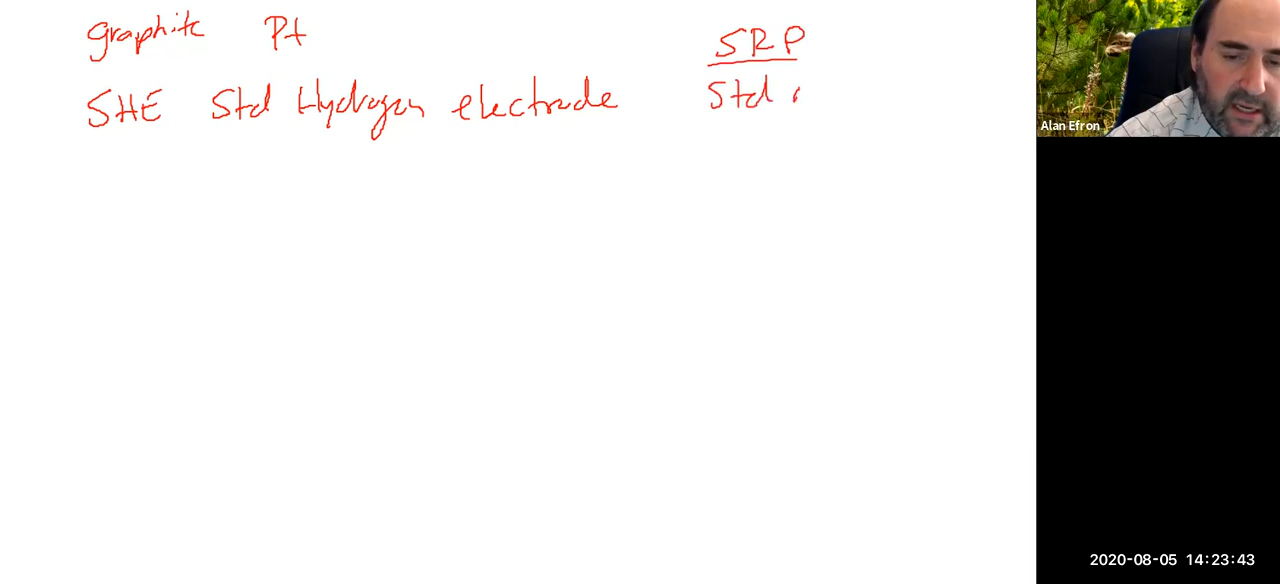 graphite Pt
SRP
SHE Std Hydrogen electrode
Std
Alan Efron
2020-08-05 14:23:43